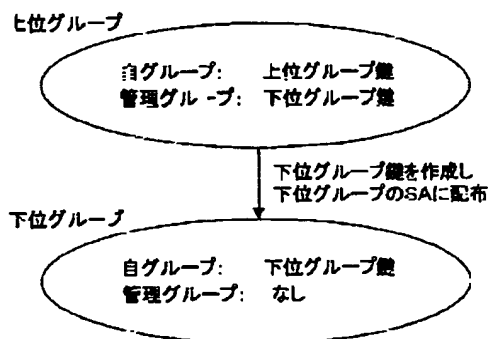 上位グループ
自グループ: 上位グループ鍵
管理グループ: 下位グループ鍵
下位グループ鍵を作成し
下位グループのSAに配布
下位グループ
自グループ: 下位グループ鍵
管理グループ: なし